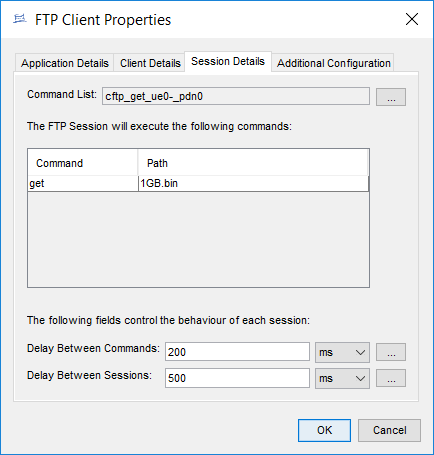 FTP Client Properties
Application Details Client Details Session Details Additional Configuration
Command List: cftp_get_ue0-_pdn0 ...
The FTP Session will execute the following commands:
Command Path
get 1GB.bin
The following fields control the behaviour of each session:
Delay Between Commands: 200 ms ...
Delay Between Sessions: 500 ms ...
OK Cancel